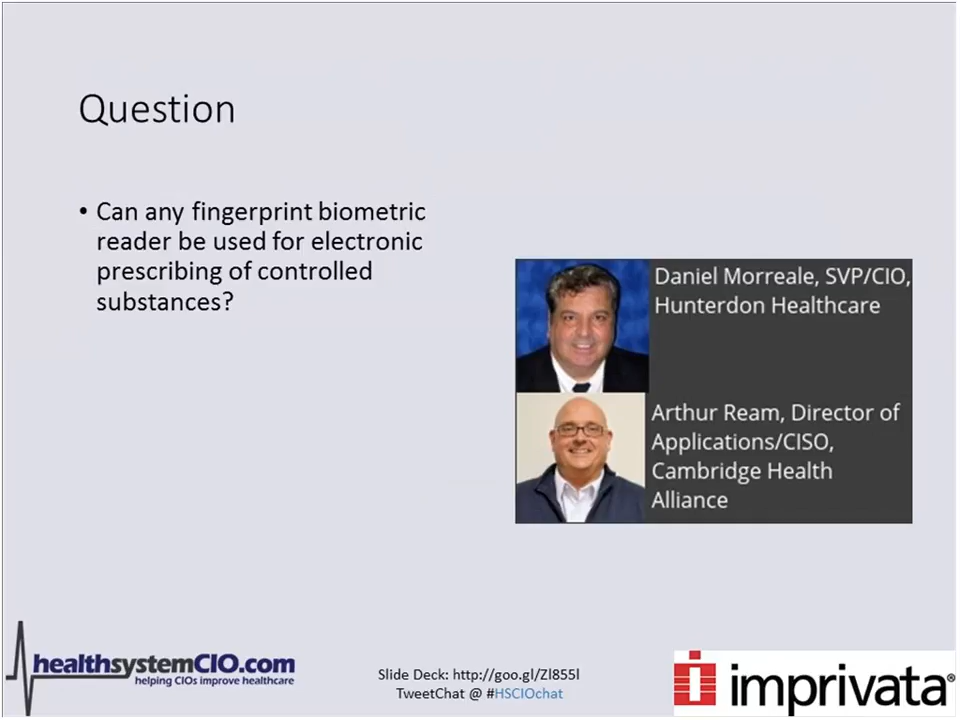 Question
• Can any fingerprint biometric
reader be used for electronic
prescribing of controlled
substances?
Daniel Morreale, SVP/CIO,
Hunterdon Healthcare
Arthur Ream, Director of
Applications/CISO,
Cambridge Health
Alliance
healthsystemCIO.com
helping CIOs improve healthcare
Slide Deck: http://goo.gl/Zl855l
TweetChat @ #HSCIOchat
imprivata®